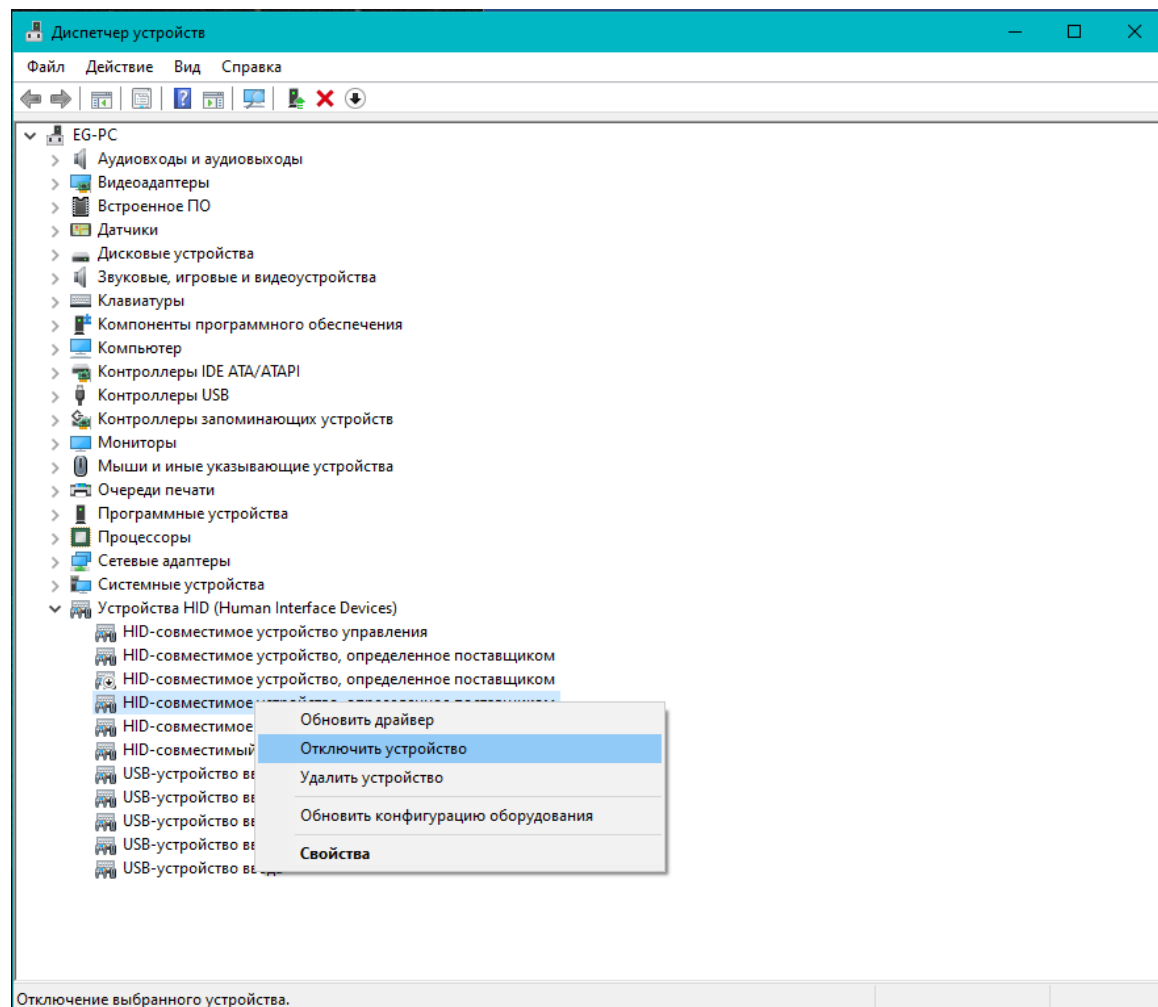 Диспетчер устройств
Файл Действие Вид Справка
EG-PC
Аудиовходы и аудиовыходы
Видеоадаптеры
Встроенное ПО
Датчики
Дисковые устройства
Звуковые, игровые и видеоустройства
Клавиатуры
Компоненты программного обеспечения
Компьютер
Контроллеры IDE ATA/ATAPI
Контроллеры USB
Контроллеры запоминающих устройств
Мониторы
Мыши и иные указывающие устройства
Очереди печати
Программные устройства
Процессоры
Сетевые адаптеры
Системные устройства
Устройства HID (Human Interface Devices)
HID-совместимое устройство управления
HID-совместимое устройство, определенное поставщиком
HID-совместимое устройство, определенное поставщиком
HID-совместимое устройство, определенное поставщиком
HID-совместимое
HID-совместимый
USB-устройство
USB-устройство
USB-устройство
USB-устройство
USB-устройство ввода
Обновить драйвер
Отключить устройство
Удалить устройство
Обновить конфигурацию оборудования
Свойства
Отключение выбранного устройства.